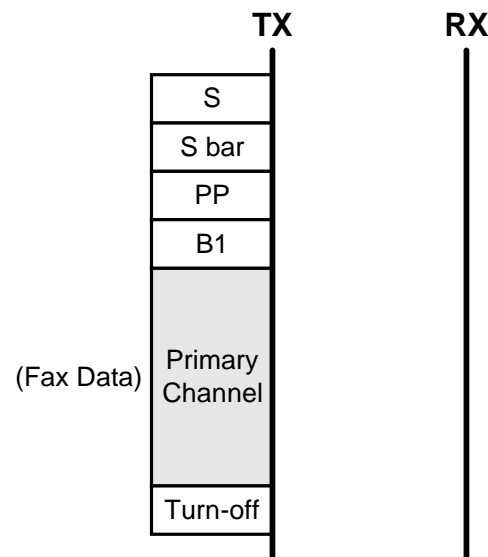 TX RX
S
S bar
PP
B1
(Fax Data)
Primary
Channel
Turn-off